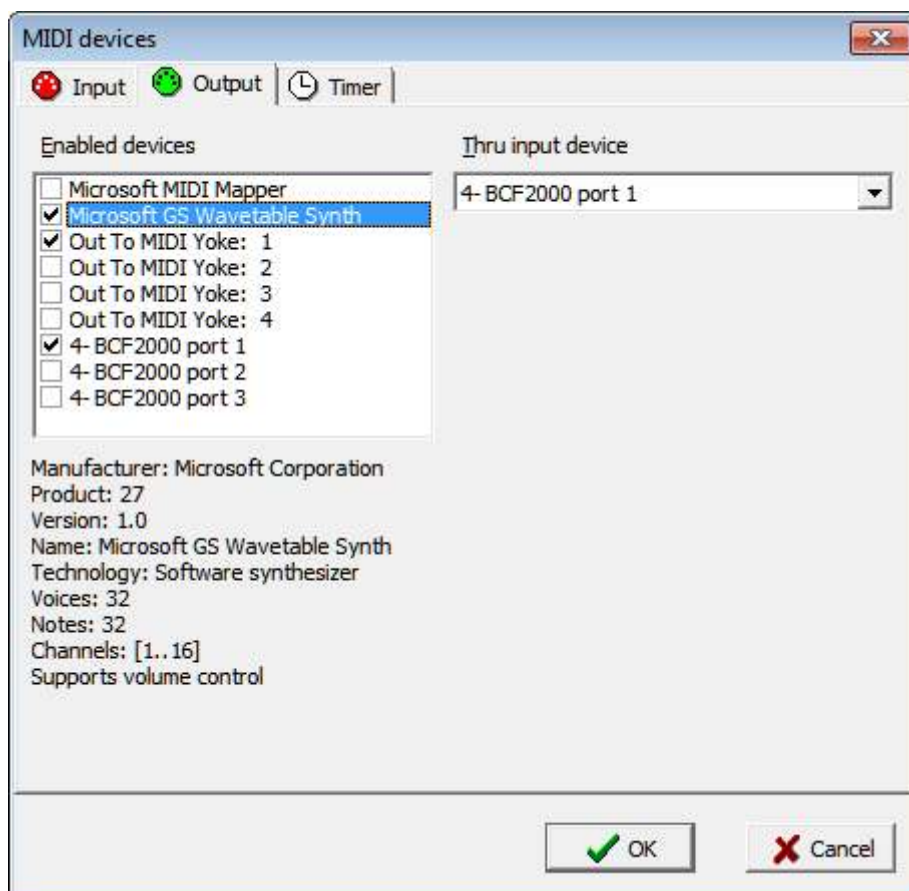 MIDI devices
Input Output Timer
Enabled devices
Microsoft MIDI Mapper
Microsoft GS Wavetable Synth
Out To MIDI Yoke: 1
Out To MIDI Yoke: 2
Out To MIDI Yoke: 3
Out To MIDI Yoke: 4
4- BCF2000 port 1
4- BCF2000 port 2
4- BCF2000 port 3
Thru input device
4- BCF2000 port 1
Manufacturer: Microsoft Corporation
Product: 27
Version: 1.0
Name: Microsoft GS Wavetable Synth
Technology: Software synthesizer
Voices: 32
Notes: 32
Channels: [1..16]
Supports volume control
OK Cancel